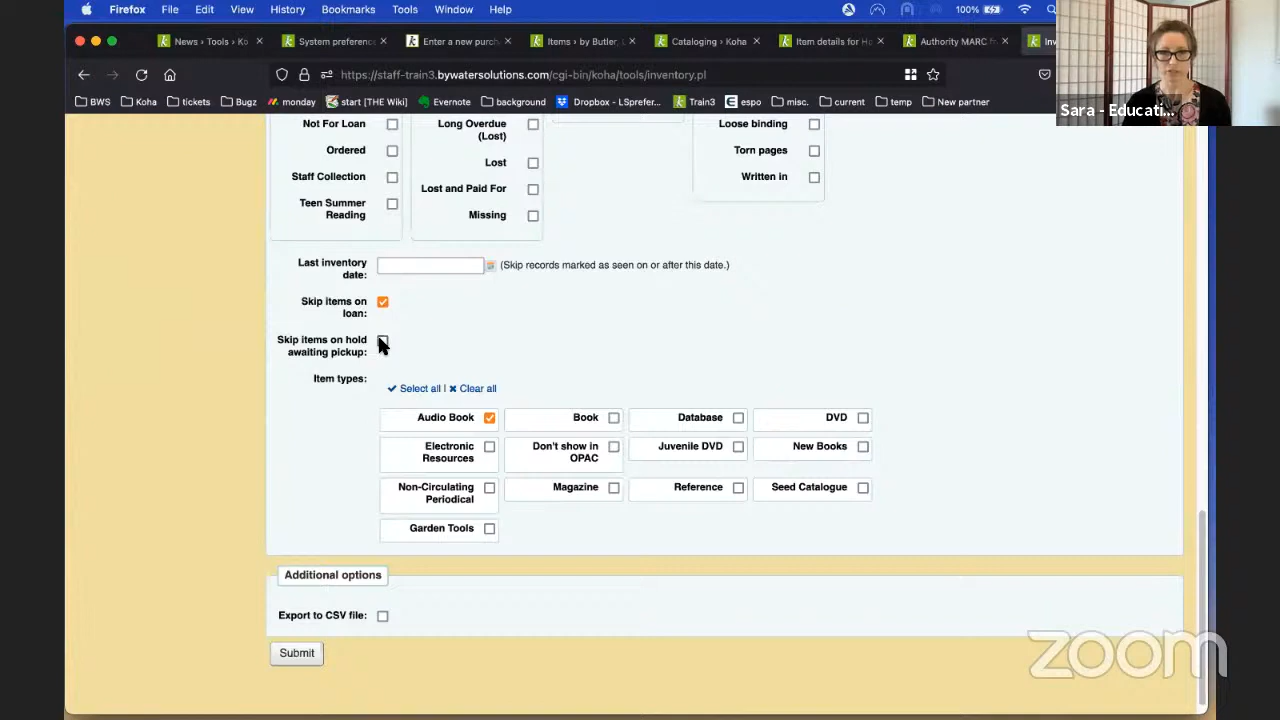 Firefox File Edit View History Bookmarks Tools Window Help 100%
News › Tools › Ko System preference Enter a new purch Items › by Butler, L Cataloging › Koha Item details for Ha Authority MARC fr Inv
https://staff-train3.bywatersolutions.com/cgi-bin/koha/tools/inventory.pl
BWS Koha tickets Bugz monday start [THE Wiki] Evernote background Dropbox - LSprefer... Train3 espo misc. current temp New partner
Sara - Educati...
Not For Loan
Ordered
Staff Collection
Teen Summer
Reading
Long Overdue
(Lost)
Lost
Lost and Paid For
Missing
Loose binding
Torn pages
Written in
Last inventory
date:
(Skip records marked as seen on or after this date.)
Skip items on
loan:
Skip items on hold
awaiting pickup:
Item types:
Select all | Clear all
Audio Book Book Database DVD
Electronic
Resources
Don't show in
OPAC
Juvenile DVD New Books
Non-Circulating
Periodical
Magazine Reference Seed Catalogue
Garden Tools
Additional options
Export to CSV file:
Submit
zoom